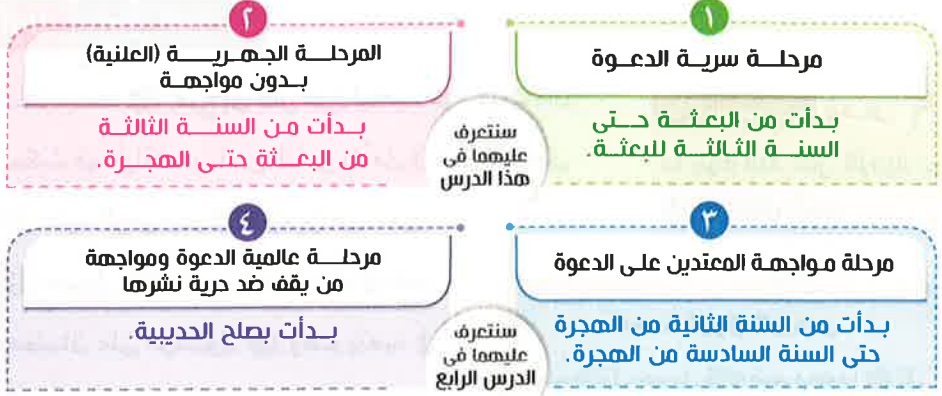 ١
مرحلة سرية الدعوة
بدأت من البعثة حتى
السنة الثالثة للبعثة.
٢
المرحلة الجهرية (العلنية)
بدون مواجهة
بدأت من السنة الثالثة
من البعثة حتى الهجرة.
سنتعرف
عليهما فى
هذا الدرس
٣
مرحلة مواجهة المعتدين على الدعوة
بدأت من السنة الثانية من الهجرة
حتى السنة السادسة من الهجرة.
٤
مرحلة عالمية الدعوة ومواجهة
من يقف ضد حرية نشرها
بدأت بصلح الحديبية.
سنتعرف
عليهما فى
الدرس الرابع